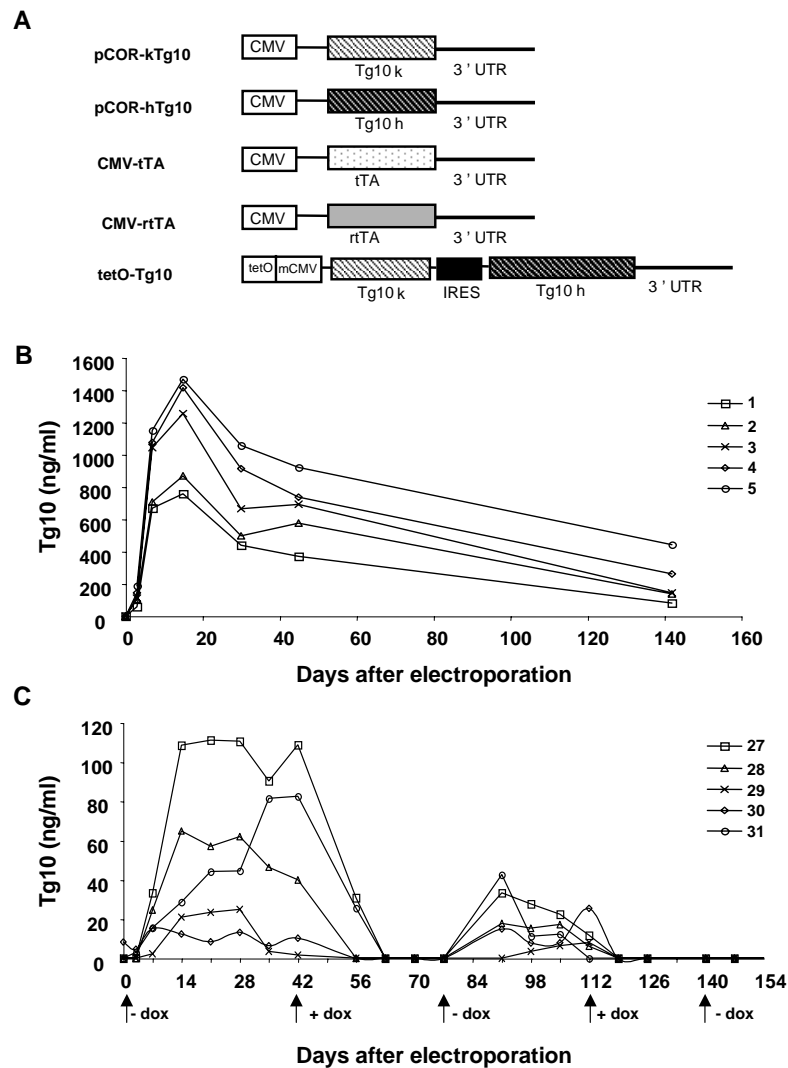 A
pCOR-kTg10
CMV
Tg10 k
3 ' UTR
pCOR-hTg10
CMV
Tg10 h
3 ' UTR
CMV-tTA
CMV
tTA
3 ' UTR
CMV-rtTA
CMV
rtTA
3 ' UTR
tetO-Tg10
tetO
mCMV
Tg10 k
IRES
Tg10 h
3 ' UTR
B
Tg10 (ng/ml)
1600
1400
1200
1000
800
600
400
200
0
0 20 40 60 80 100 120 140 160
Days after electroporation
1
2
3
4
5
C
Tg10 (ng/ml)
120
100
80
60
40
20
0
0 14 28 42 56 70 84 98 112 126 140 154
- dox + dox - dox + dox - dox
Days after electroporation
27
28
29
30
31